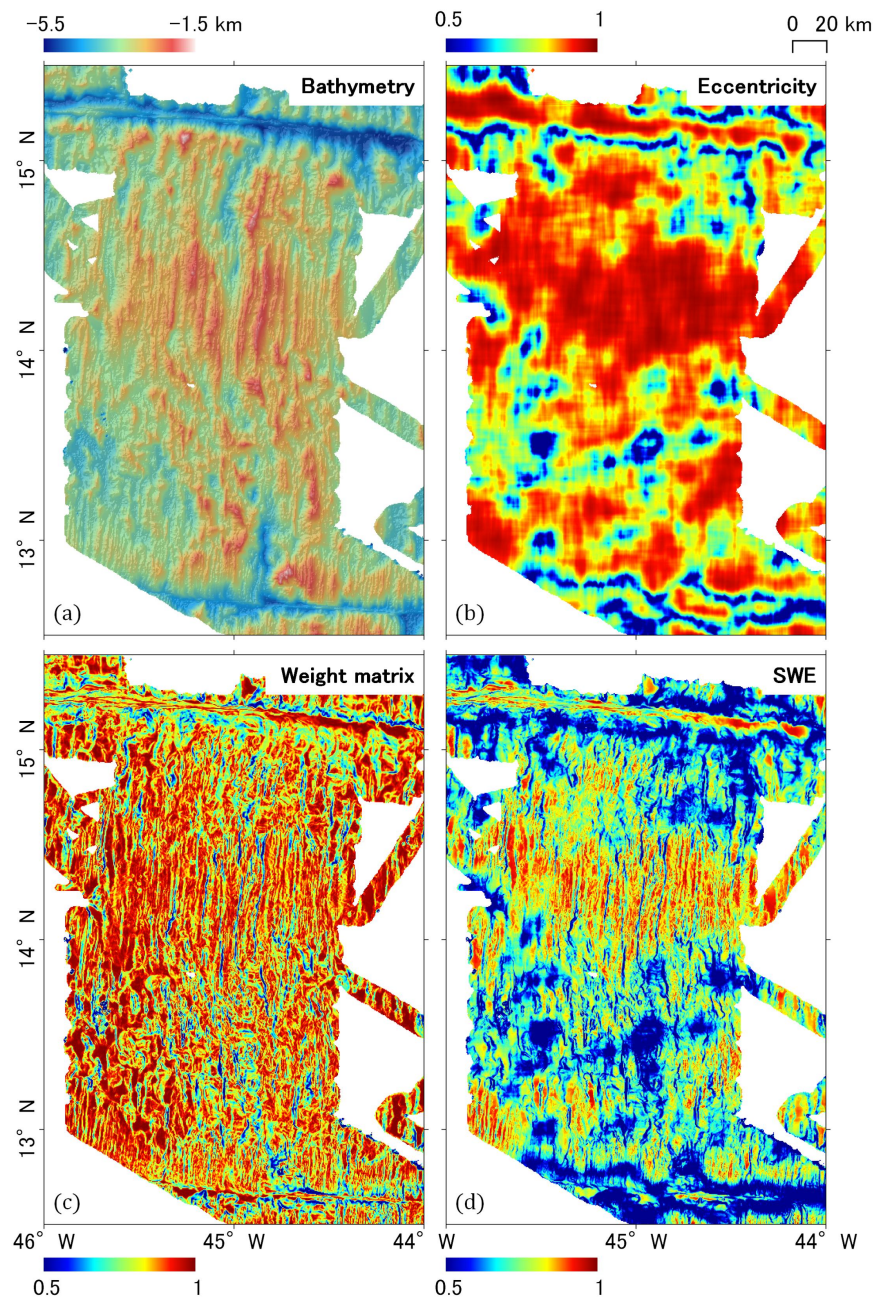 -5.5 -1.5 km
0.5 1
0 20 km
Bathymetry
Eccentricity
15° N
14° N
13° N
(a)
(b)
Weight matrix
SWE
15° N
14° N
13° N
(c)
(d)
46° W 45° W 44° W
45° W 44° W
0.5 1
0.5 1